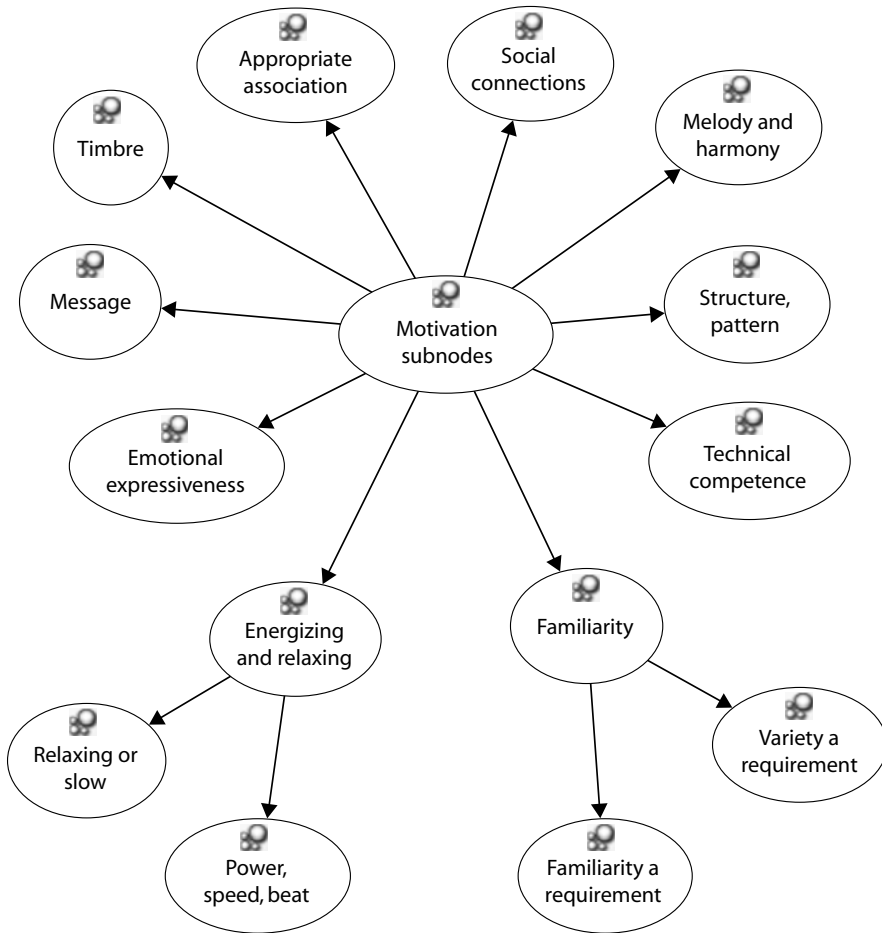 Appropriate
association
Social
connections
Melody and
harmony
Timbre
Message
Motivation
subnodes
Structure,
pattern
Emotional
expressiveness
Technical
competence
Energizing
and relaxing
Familiarity
Relaxing or
slow
Variety a
requirement
Power,
speed, beat
Familiarity a
requirement